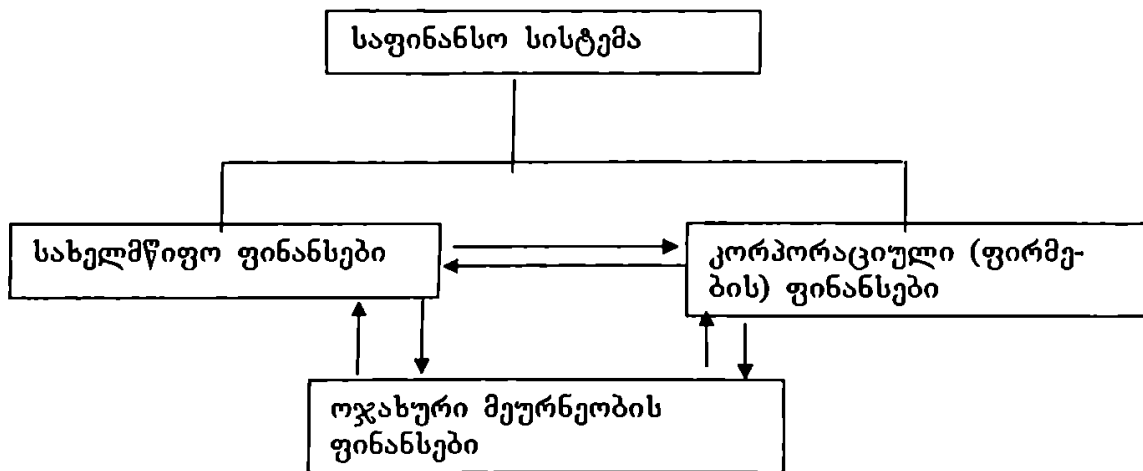 საფინანსო სისტემა
სახელმწიფო ფინანსები
კორპორაციული (ფირმე-
ბის) ფინანსები
ოჯახური მეურნეობის
ფინანსები